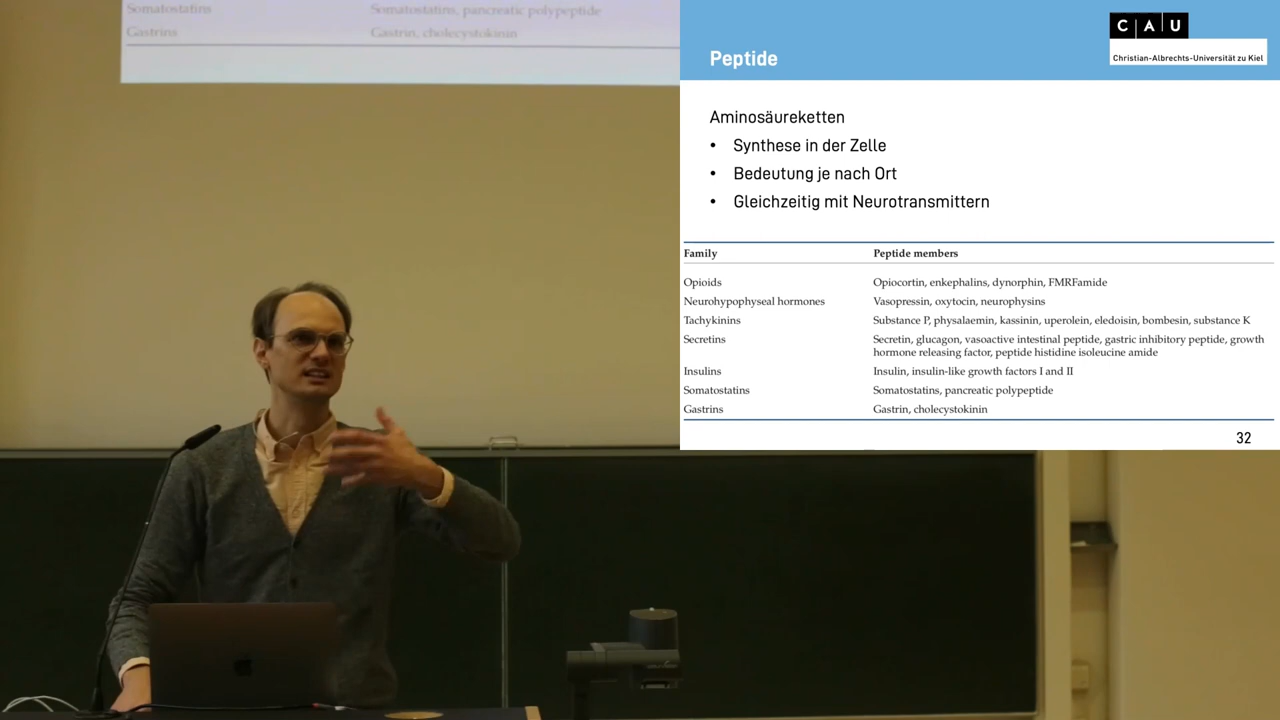 Somatostatins Somatostatins, pancreatic polypeptide
Gastrins Gastrin, cholecystokinin
Peptide
C A U
Christian-Albrechts-Universität zu Kiel
Aminosäureketten
• Synthese in der Zelle
• Bedeutung je nach Ort
• Gleichzeitig mit Neurotransmittern
Family Peptide members
Opioids Opiocortin, enkephalins, dynorphin, FMRFamide
Neurohypophyseal hormones Vasopressin, oxytocin, neurophysins
Tachykinins Substance P, physalaemin, kassinin, uperolein, eledoisin, bombesin, substance K
Secretins Secretin, glucagon, vasoactive intestinal peptide, gastric inhibitory peptide, growth
hormone releasing factor, peptide histidine isoleucine amide
Insulins Insulin, insulin-like growth factors I and II
Somatostatins Somatostatins, pancreatic polypeptide
Gastrins Gastrin, cholecystokinin
32